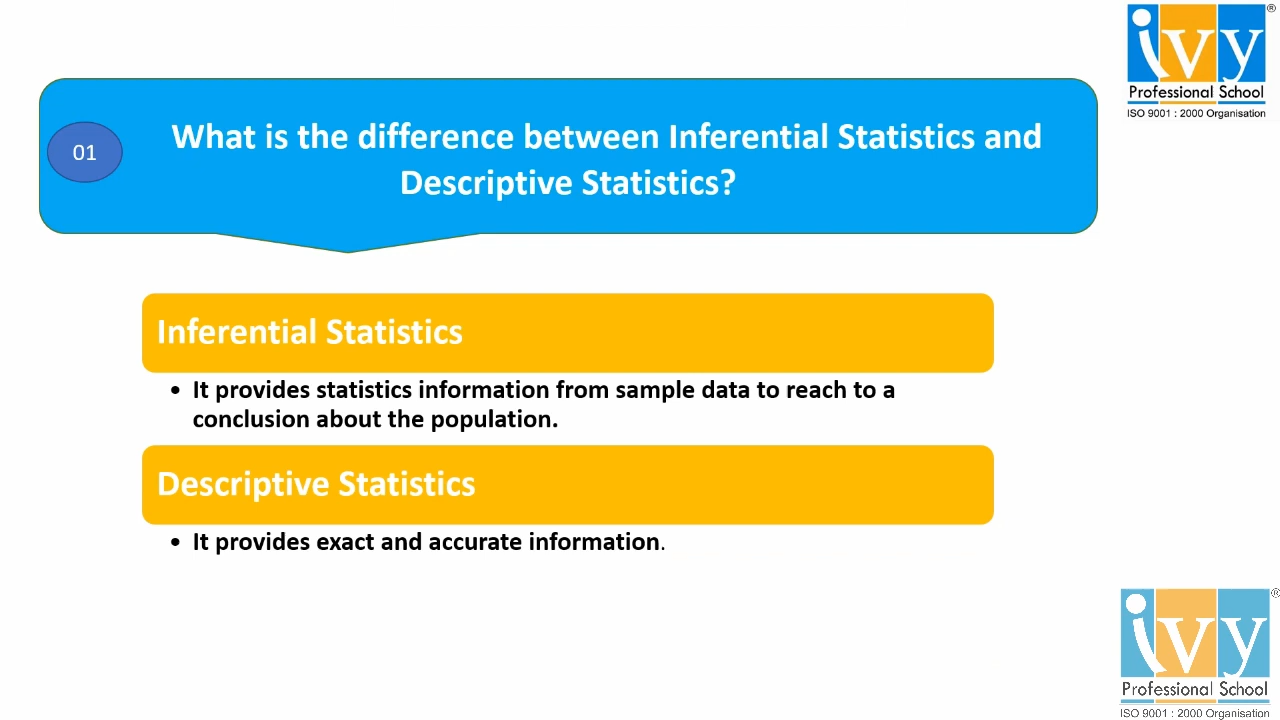 ivy
®
Professional School
ISO 9001 : 2000 Organisation
01
What is the difference between Inferential Statistics and
Descriptive Statistics?
Inferential Statistics
• It provides statistics information from sample data to reach to a
conclusion about the population.
Descriptive Statistics
• It provides exact and accurate information.
ivy
®
Professional School
ISO 9001 : 2000 Organisation